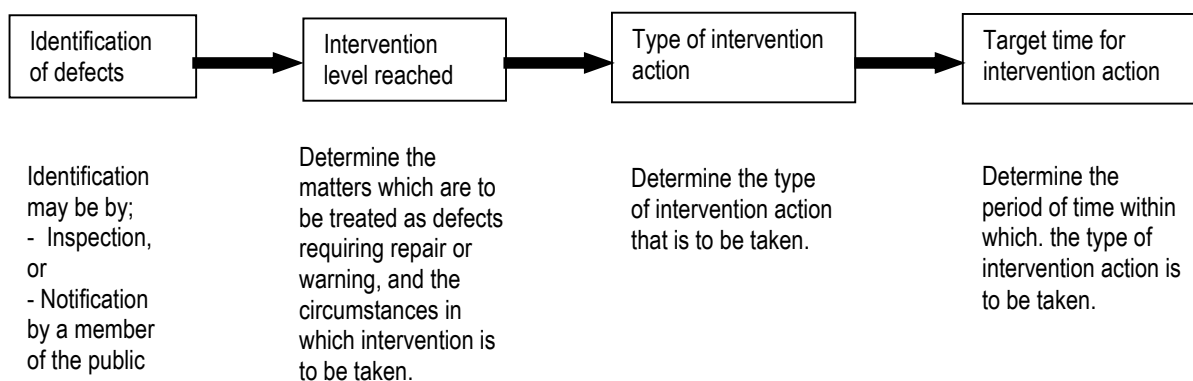 Identification
of defects
Intervention
level reached
Type of intervention
action
Target time for
intervention action
Identification
may be by;
- Inspection,
or
- Notification
by a member
of the public
Determine the
matters which are to
be treated as defects
requiring repair or
warning, and the
circumstances in
which intervention is
to be taken.
Determine the type
of intervention action
that is to be taken.
Determine the
period of time within
which. the type of
intervention action is
to be taken.